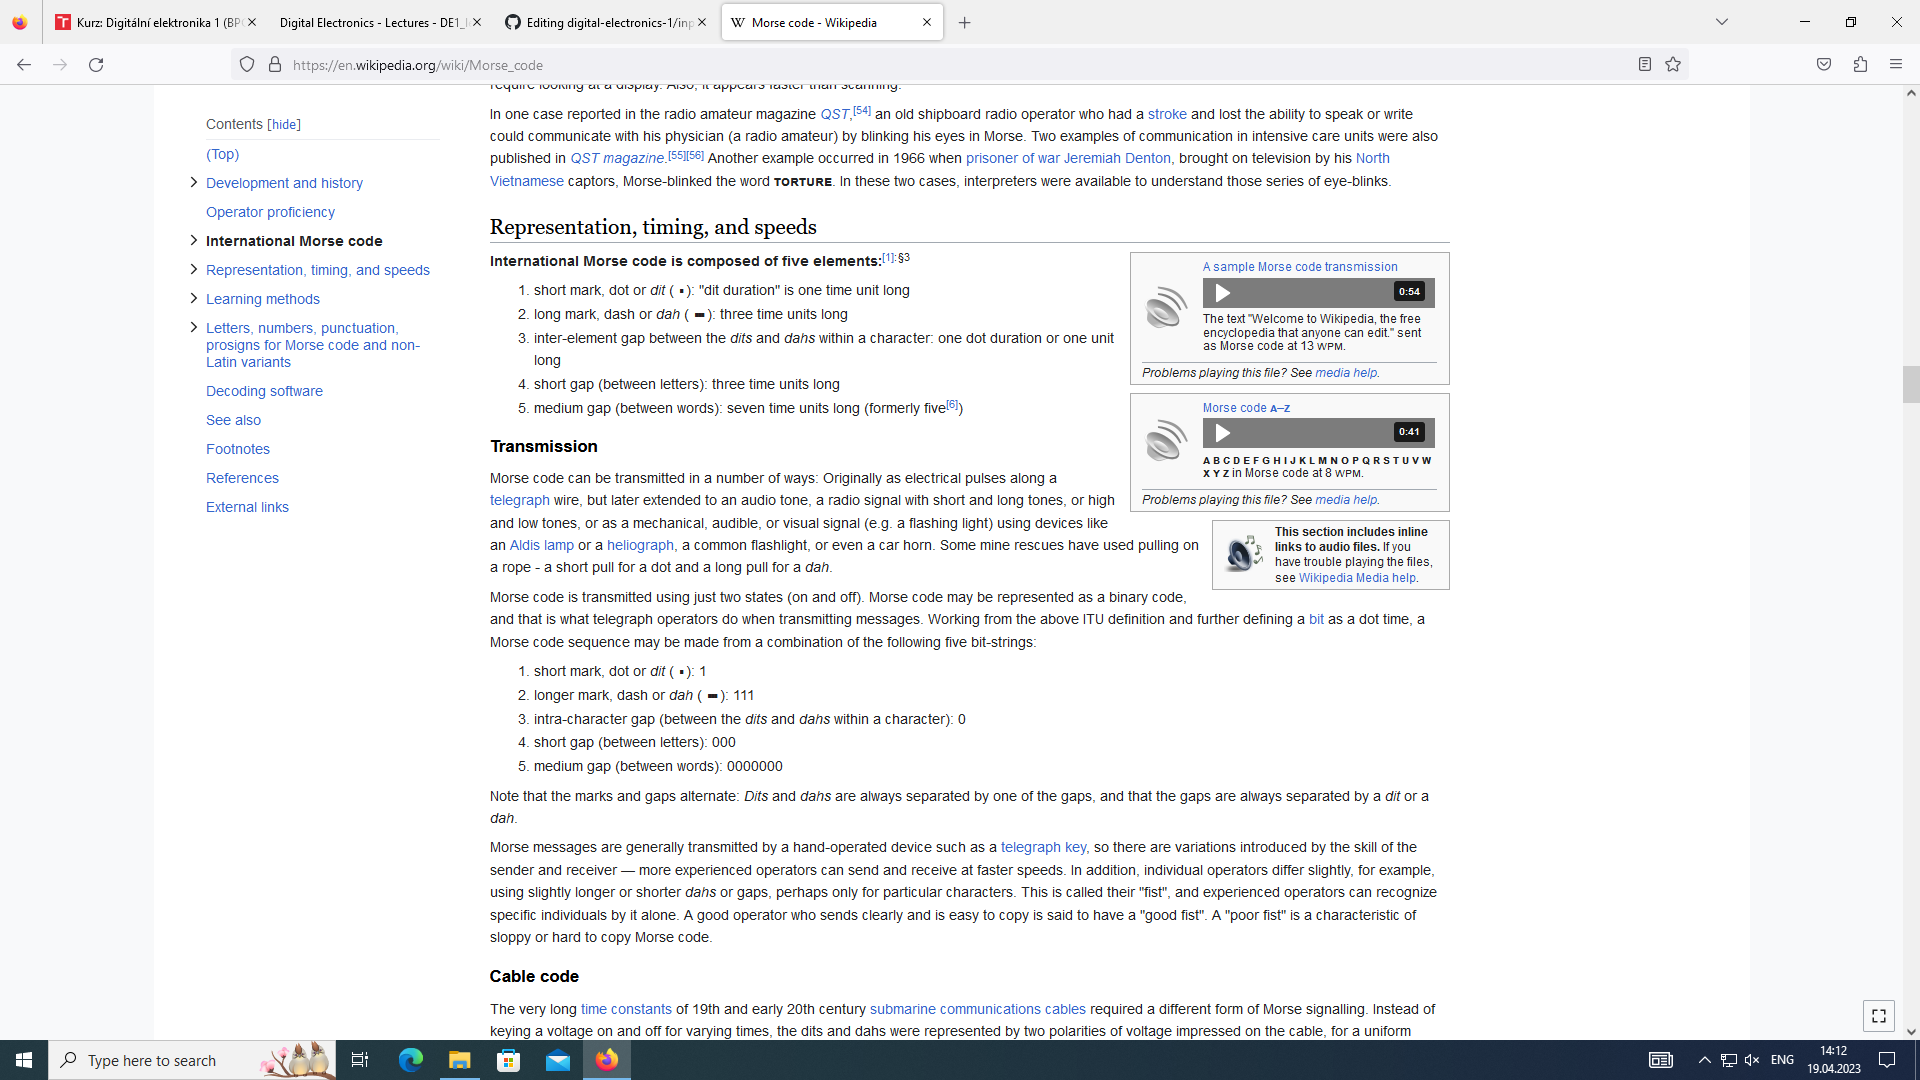 Kurz: Digitální elektronika 1 (BPC
Digital Electronics - Lectures - DE1_l
Editing digital-electronics-1/inp
W Morse code - Wikipedia
https://en.wikipedia.org/wiki/Morse_code
Contents [hide]
(Top)
Development and history
Operator proficiency
International Morse code
Representation, timing, and speeds
Learning methods
Letters, numbers, punctuation,
prosigns for Morse code and non-
Latin variants
Decoding software
See also
Footnotes
References
External links
require looking at a display. Also, it appears faster than scanning.
In one case reported in the radio amateur magazine QST,[54] an old shipboard radio operator who had a stroke and lost the ability to speak or write
could communicate with his physician (a radio amateur) by blinking his eyes in Morse. Two examples of communication in intensive care units were also
published in QST magazine.[55][56] Another example occurred in 1966 when prisoner of war Jeremiah Denton, brought on television by his North
Vietnamese captors, Morse-blinked the word TORTURE. In these two cases, interpreters were available to understand those series of eye-blinks.
Representation, timing, and speeds
International Morse code is composed of five elements:[1]:§3
1. short mark, dot or dit ( ▪ ): "dit duration" is one time unit long
2. long mark, dash or dah ( ▬ ): three time units long
3. inter-element gap between the dits and dahs within a character: one dot duration or one unit
long
4. short gap (between letters): three time units long
5. medium gap (between words): seven time units long (formerly five[6])
A sample Morse code transmission
0:54
The text "Welcome to Wikipedia, the free
encyclopedia that anyone can edit." sent
as Morse code at 13 WPM.
Problems playing this file? See media help.
Morse code A–Z
0:41
A B C D E F G H I J K L M N O P Q R S T U V W
X Y Z in Morse code at 8 WPM.
Problems playing this file? See media help.
This section includes inline
links to audio files. If you
have trouble playing the files,
see Wikipedia Media help.
Transmission
Morse code can be transmitted in a number of ways: Originally as electrical pulses along a
telegraph wire, but later extended to an audio tone, a radio signal with short and long tones, or high
and low tones, or as a mechanical, audible, or visual signal (e.g. a flashing light) using devices like
an Aldis lamp or a heliograph, a common flashlight, or even a car horn. Some mine rescues have used pulling on
a rope - a short pull for a dot and a long pull for a dah.
Morse code is transmitted using just two states (on and off). Morse code may be represented as a binary code,
and that is what telegraph operators do when transmitting messages. Working from the above ITU definition and further defining a bit as a dot time, a
Morse code sequence may be made from a combination of the following five bit-strings:
1. short mark, dot or dit ( ▪ ): 1
2. longer mark, dash or dah ( ▬ ): 111
3. intra-character gap (between the dits and dahs within a character): 0
4. short gap (between letters): 000
5. medium gap (between words): 0000000
Note that the marks and gaps alternate: Dits and dahs are always separated by one of the gaps, and that the gaps are always separated by a dit or a
dah.
Morse messages are generally transmitted by a hand-operated device such as a telegraph key, so there are variations introduced by the skill of the
sender and receiver — more experienced operators can send and receive at faster speeds. In addition, individual operators differ slightly, for example,
using slightly longer or shorter dahs or gaps, perhaps only for particular characters. This is called their "fist", and experienced operators can recognize
specific individuals by it alone. A good operator who sends clearly and is easy to copy is said to have a "good fist". A "poor fist" is a characteristic of
sloppy or hard to copy Morse code.
Cable code
The very long time constants of 19th and early 20th century submarine communications cables required a different form of Morse signalling. Instead of
keying a voltage on and off for varying times, the dits and dahs were represented by two polarities of voltage impressed on the cable, for a uniform
Type here to search
ENG
14:12
19.04.2023